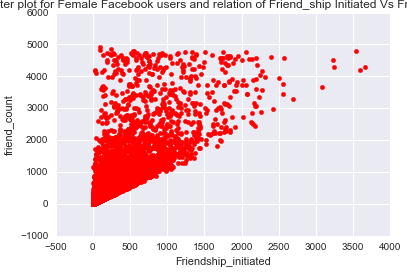 ter plot for Female Facebook users and relation of Friend_ship Initiated Vs Fr
6000
5000
4000
3000
2000
1000
0
−1000
friend_count
−500 0 500 1000 1500 2000 2500 3000 3500 4000
Friendship_initiated